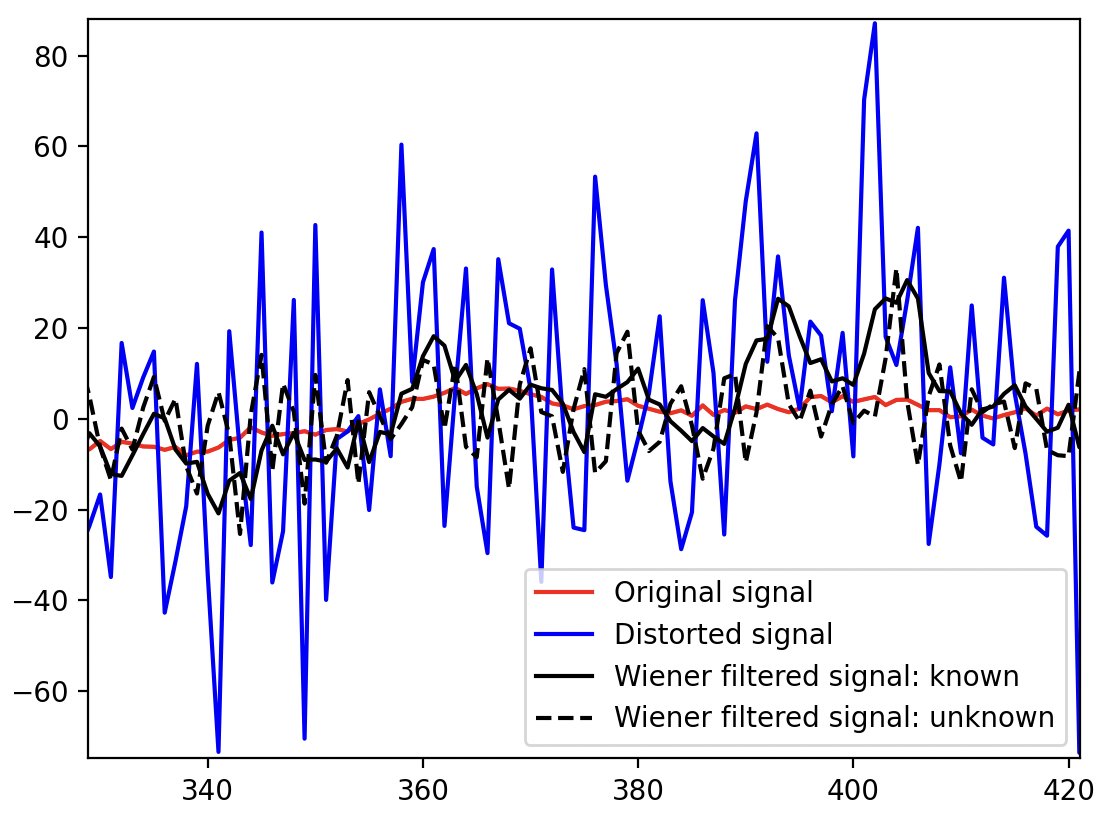 80
60
40
20
0
−20
−40
−60
Original signal
Distorted signal
Wiener filtered signal: known
Wiener filtered signal: unknown
340 360 380 400 420